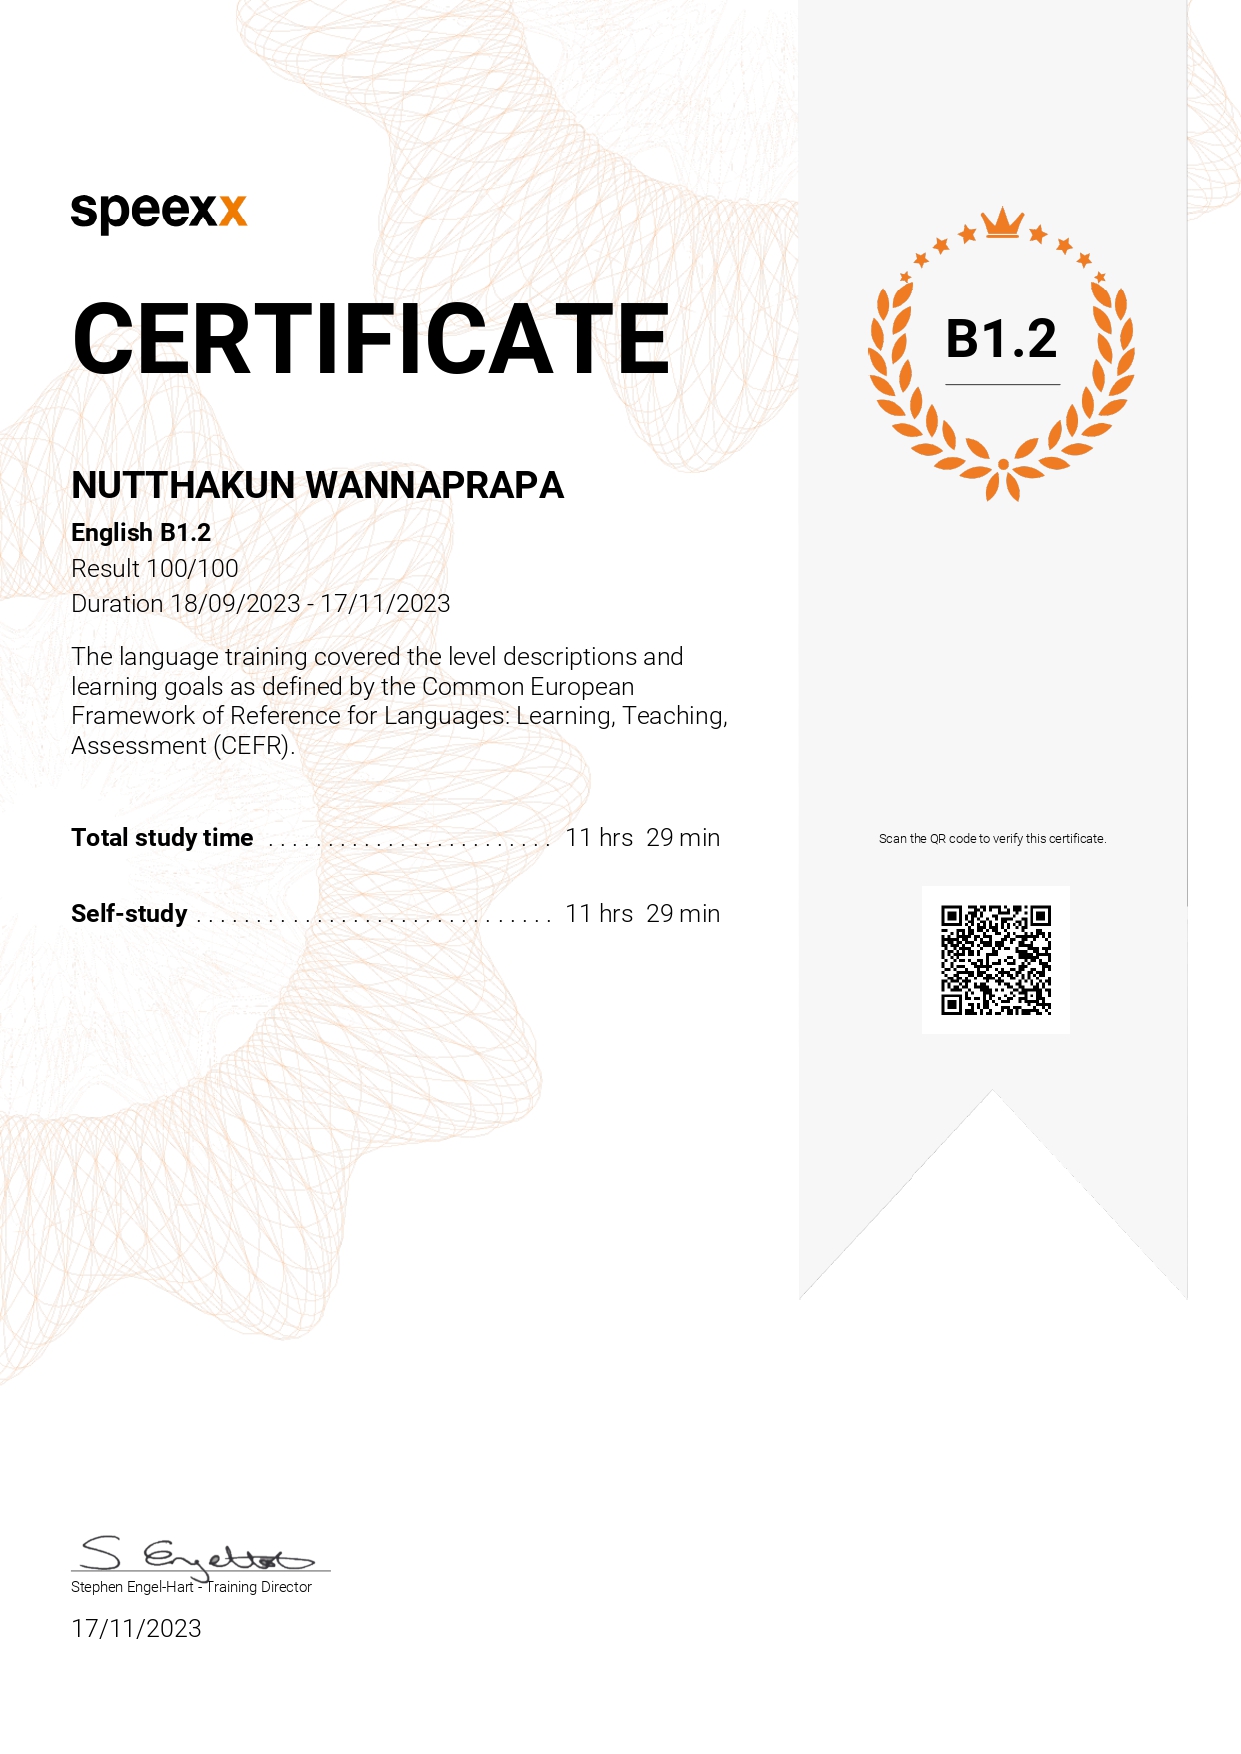 speexx
CERTIFICATE
NUTTHAKUN WANNAPRAPA
English B1.2
Result 100/100
Duration 18/09/2023 - 17/11/2023
The language training covered the level descriptions and
learning goals as defined by the Common European
Framework of Reference for Languages: Learning, Teaching,
Assessment (CEFR).
Total study time ........................ 11 hrs 29 min
Self-study .............................. 11 hrs 29 min
B1.2
Scan the QR code to verify this certificate.
S Engel-Hart
Stephen Engel-Hart - Training Director
17/11/2023